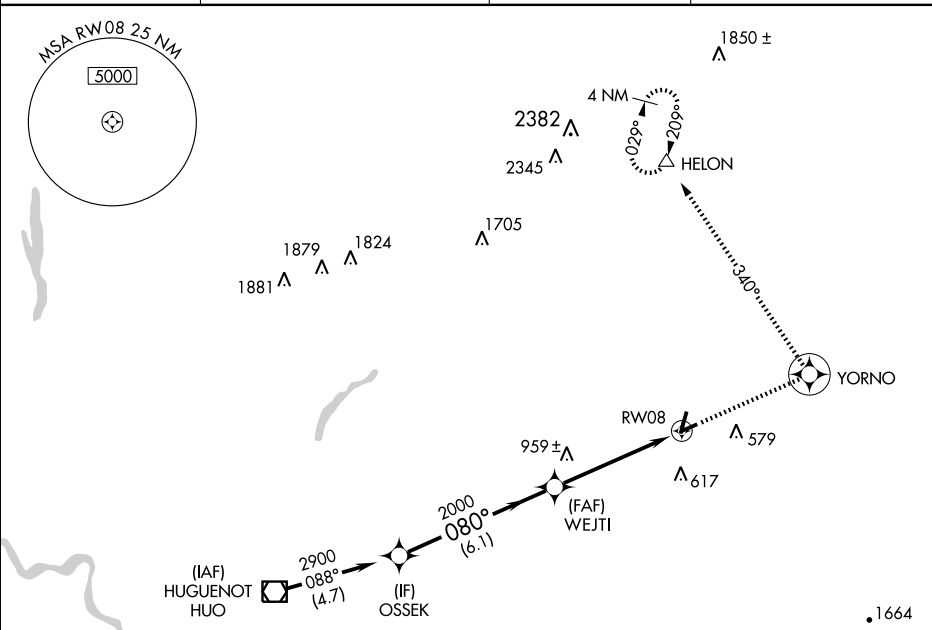 MSA RW08 25 NM
5000
1850 ±
4 NM
029°
209°
HELON
2382
2345
1705
1879
1824
1881
340°
YORNO
RW08
579
959 ±
617
(FAF)
WEJTI
2000
080°
(6.1)
2900
088°
(4.7)
(IAF)
HUGUENOT
HUO
(IF)
OSSEK
1664